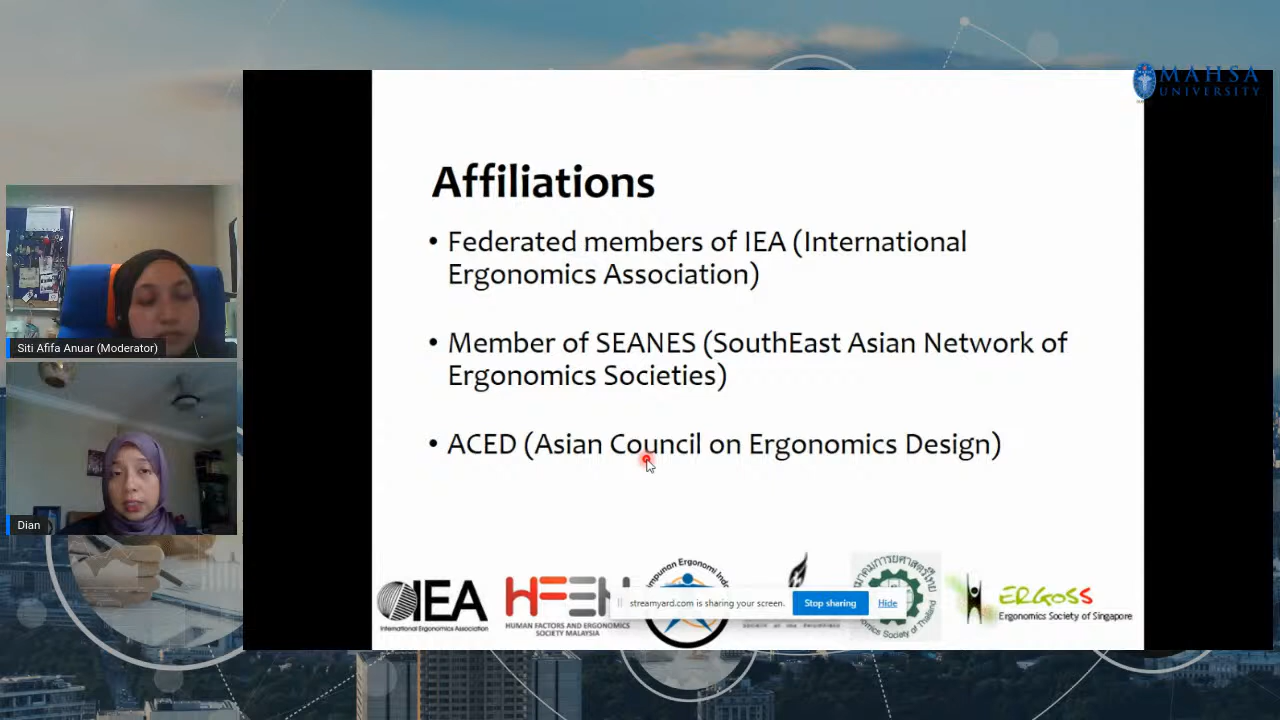 MAHSA
UNIVERSITY
Affiliations
• Federated members of IEA (International
Ergonomics Association)
• Member of SEANES (SouthEast Asian Network of
Ergonomics Societies)
• ACED (Asian Council on Ergonomics Design)
Siti Afifa Anuar (Moderator)
Dian
IEA
International Ergonomics Association
HFEM
HUMAN FACTORS AND ERGONOMICS
SOCIETY MALAYSIA
streamyard.com is sharing your screen.
Stop sharing
Hide
ERGOSS
Ergonomics Society of Singapore